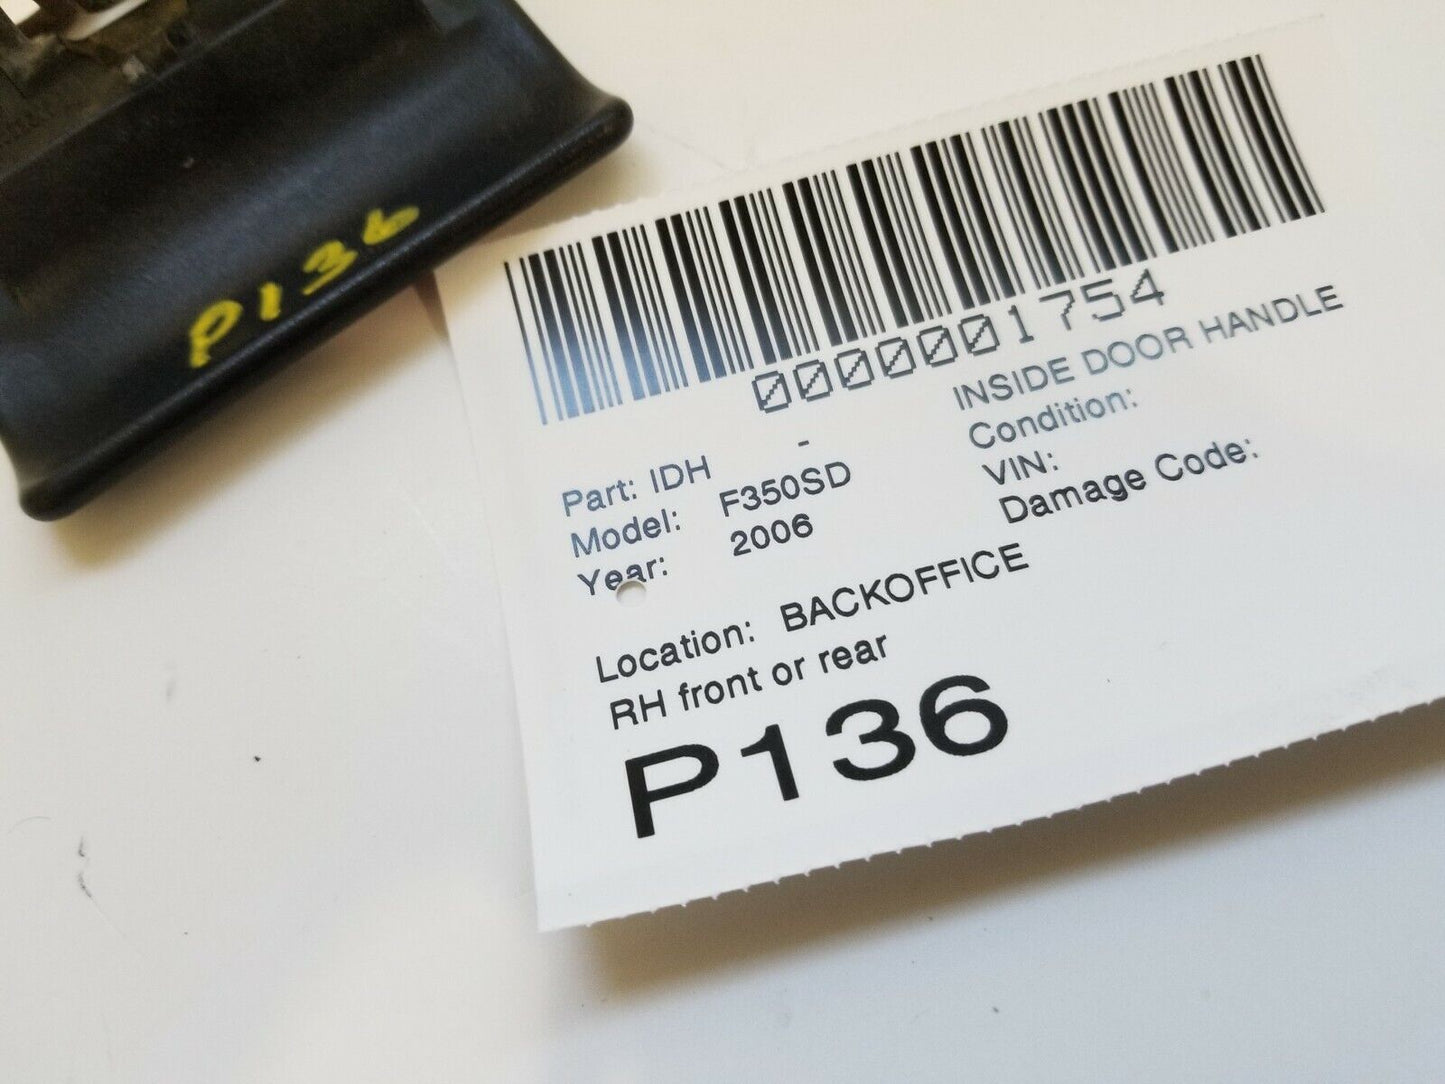 P136
0000001754
Part: IDH - INSIDE DOOR HANDLE
Model: F350SD Condition:
Year: 2006 VIN:
Damage Code:
Location: BACKOFFICE
RH front or rear
P136